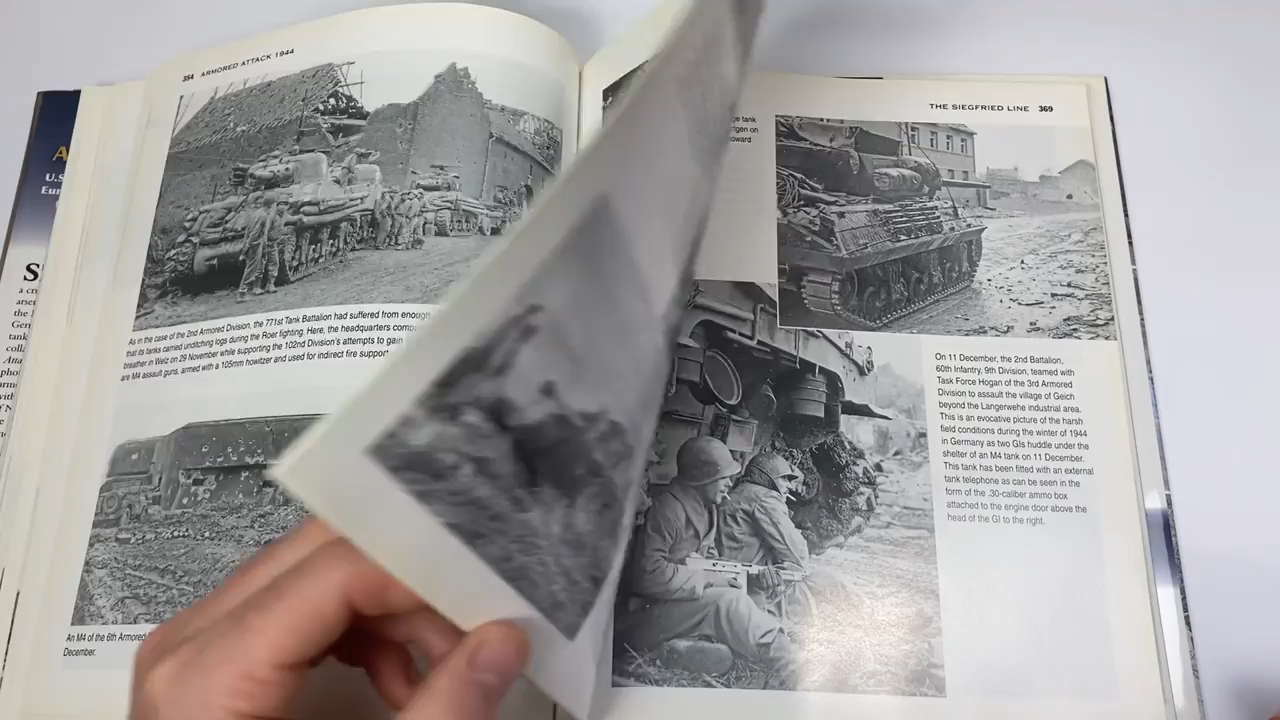 354 ARMORED ATTACK 1944
As in the case of the 2nd Armored Division, the 771st Tank Battalion had suffered from enough
that its tanks carried unditching logs during the Roer fighting. Here, the headquarters
breather in Welz on 29 November while supporting the 102nd Division's attempts to gain
are M4 assault guns, armed with a 105mm howitzer and used for indirect fire support
An M4 of the 6th Armored
December.
THE SIEGFRIED LINE 369
tank
on
On 11 December, the 2nd Battalion,
60th Infantry, 9th Division, teamed with
Task Force Hogan of the 3rd Armored
Division to assault the village of Geich
beyond the Langerwehe industrial area.
This is an evocative picture of the harsh
field conditions during the winter of 1944
in Germany as two GIs huddle under the
shelter of an M4 tank on 11 December.
This tank has been fitted with an external
tank telephone as can be seen in the
form of the .30-caliber ammo box
attached to the engine door above the
head of the GI to the right.